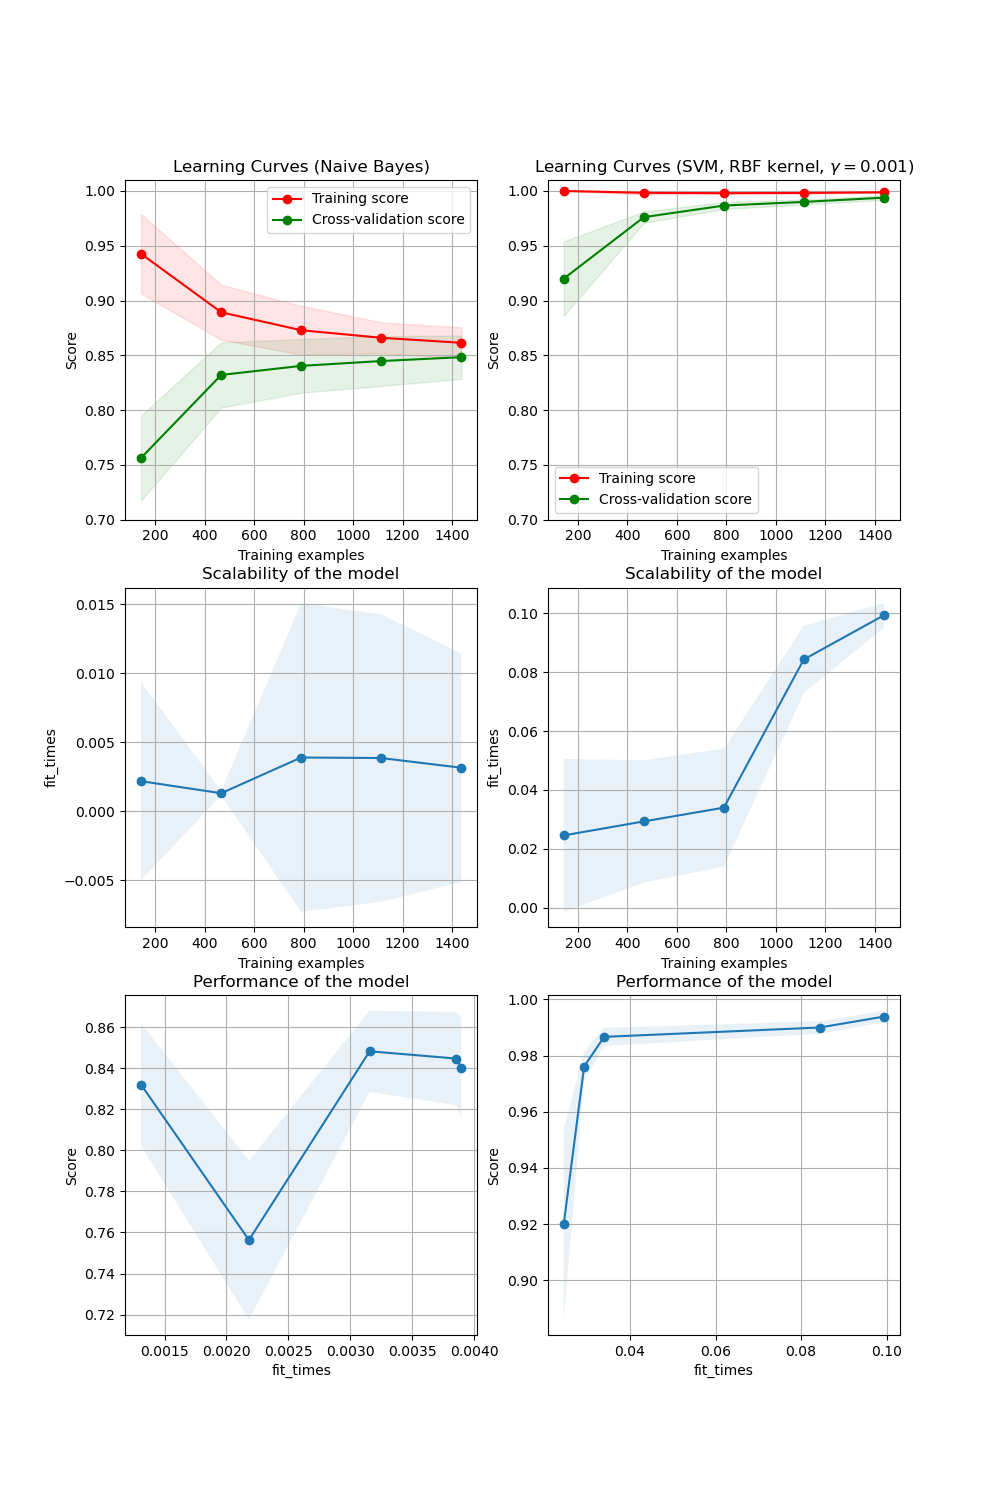 Learning Curves (Naive Bayes)
1.00
0.95
0.90
0.85
0.80
0.75
0.70
Score
Training score
Cross-validation score
200 400 600 800 1000 1200 1400
Training examples
Learning Curves (SVM, RBF kernel, γ = 0.001)
1.00
0.95
0.90
0.85
0.80
0.75
0.70
Score
Training score
Cross-validation score
200 400 600 800 1000 1200 1400
Training examples
Scalability of the model
0.015
0.010
0.005
0.000
−0.005
fit_times
200 400 600 800 1000 1200 1400
Training examples
Scalability of the model
0.10
0.08
0.06
0.04
0.02
0.00
fit_times
200 400 600 800 1000 1200 1400
Training examples
Performance of the model
0.86
0.84
0.82
0.80
0.78
0.76
0.74
0.72
Score
0.0015 0.0020 0.0025 0.0030 0.0035 0.0040
fit_times
Performance of the model
1.00
0.98
0.96
0.94
0.92
0.90
Score
0.04 0.06 0.08 0.10
fit_times